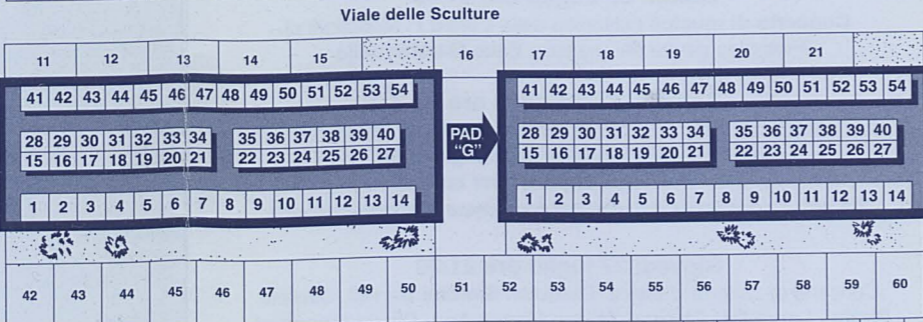 Viale delle Sculture
11 12 13 14 15 16 17 18 19 20 21
41 42 43 44 45 46 47 48 49 50 51 52 53 54 41 42 43 44 45 46 47 48 49 50 51 52 53 54
28 29 30 31 32 33 34 35 36 37 38 39 40 PAD 28 29 30 31 32 33 34 35 36 37 38 39 40
15 16 17 18 19 20 21 22 23 24 25 26 27 "G" 15 16 17 18 19 20 21 22 23 24 25 26 27
1 2 3 4 5 6 7 8 9 10 11 12 13 14 1 2 3 4 5 6 7 8 9 10 11 12 13 14
42 43 44 45 46 47 48 49 50 51 52 53 54 55 56 57 58 59 60